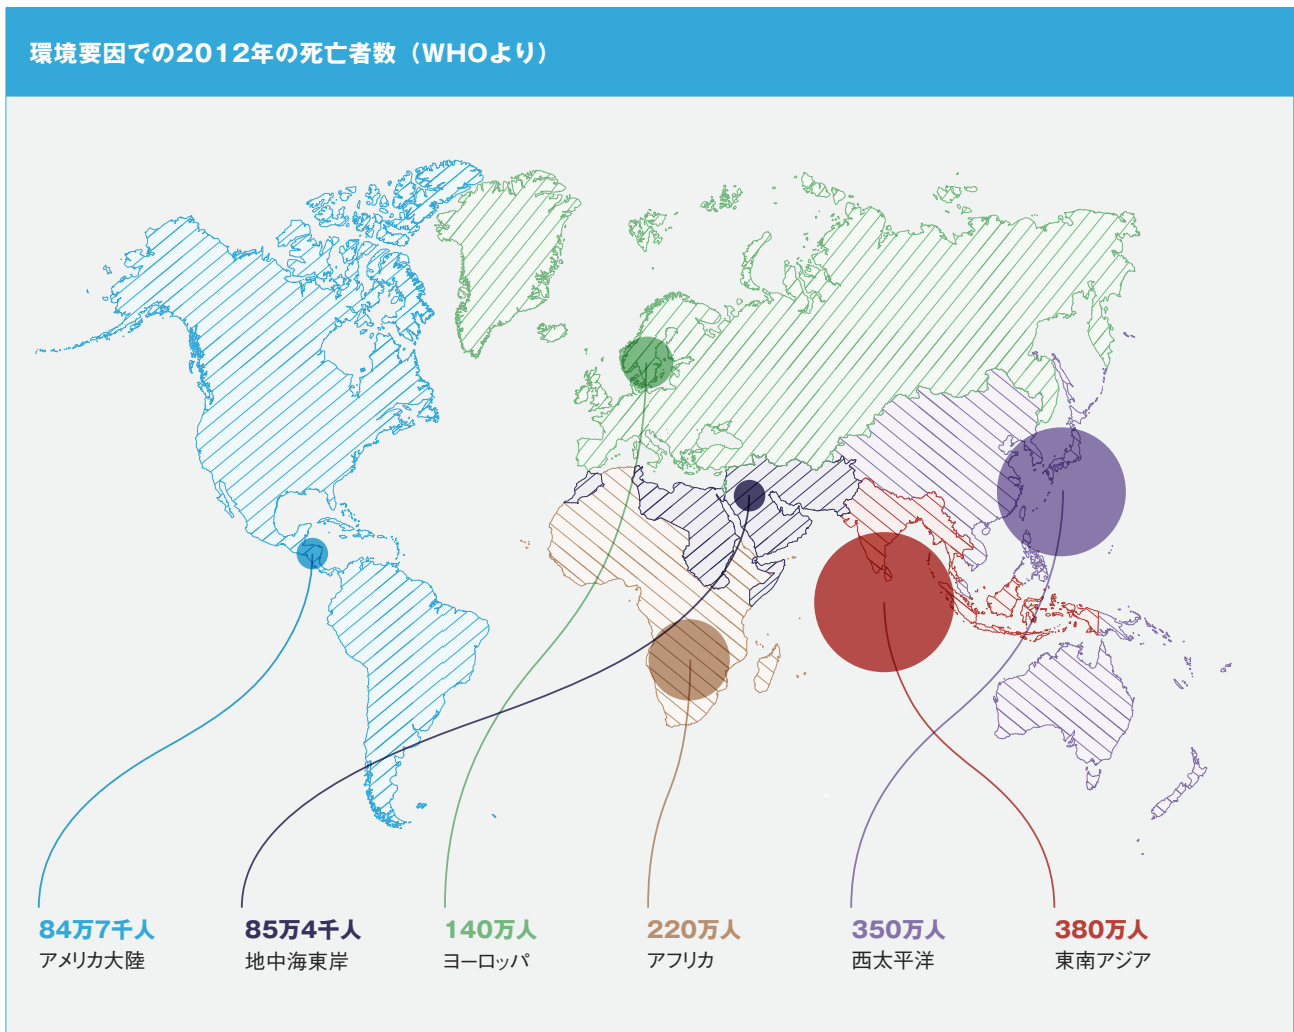 環境要因での2012年の死亡者数（WHOより）
84万7千人
アメリカ大陸
85万4千人
地中海東岸
140万人
ヨーロッパ
220万人
アフリカ
350万人
西太平洋
380万人
東南アジア